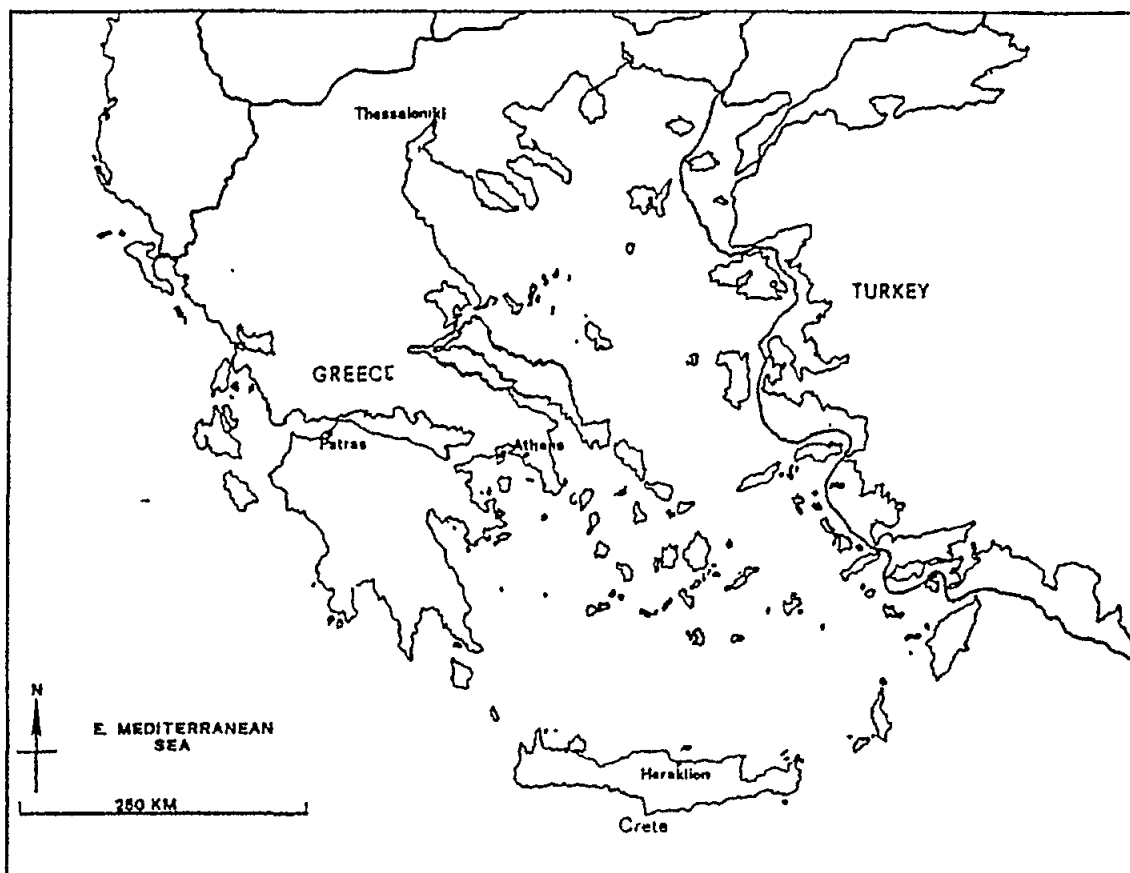 Thessaloniki
TURKEY
GREECE
Patras
Athens
N
E. MEDITERRANEAN
SEA
Heraklion
250 KM
Crete